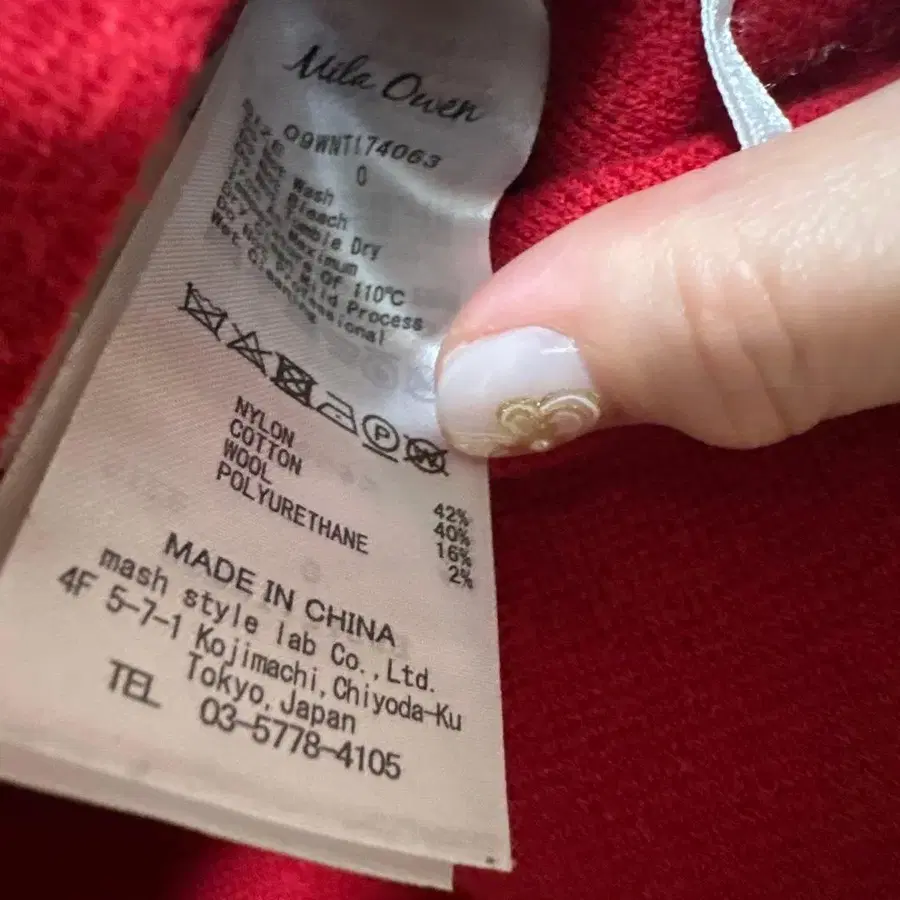 Mila Owen
09WNT174063
0
Wash
Bleach
Tumble Dry
Maximum
Of 110°C
Mild Process
NYLON 42%
COTTON 40%
WOOL 16%
POLYURETHANE 2%
MADE IN CHINA
mash style lab Co.,Ltd.
4F 5-7-1 Kojimachi,Chiyoda-Ku
Tokyo,Japan
TEL 03-5778-4105